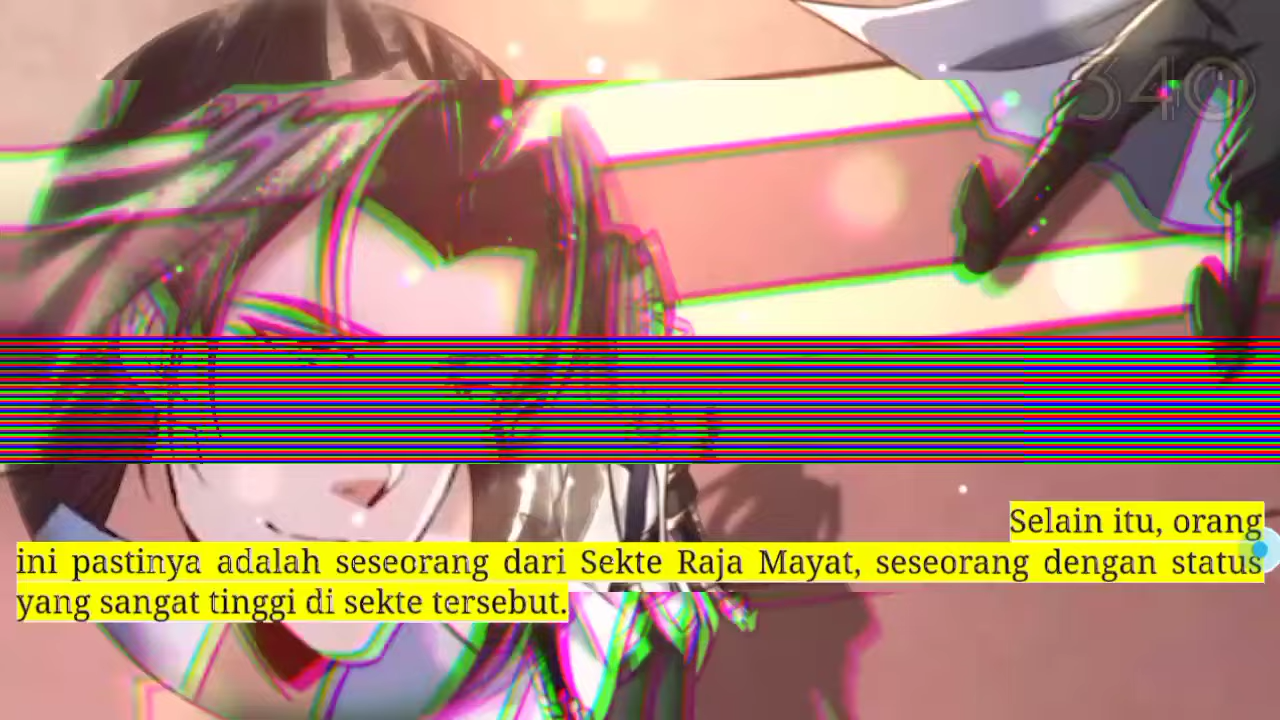 340
Selain itu, orang
ini pastinya adalah seseorang dari Sekte Raja Mayat, seseorang dengan status
yang sangat tinggi di sekte tersebut.